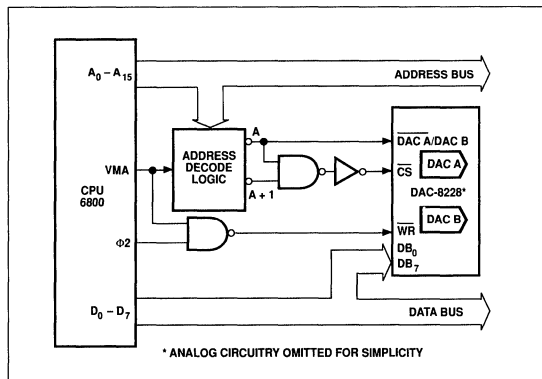 A0 – A15
ADDRESS BUS
A
DAC A/DAC B
ADDRESS
DECODE
LOGIC
VMA
CS
DAC A
CPU
6800
A + 1
DAC-8228*
DAC B
WR
Φ2
DB0
DB7
D0 – D7
DATA BUS
* ANALOG CIRCUITRY OMITTED FOR SIMPLICITY